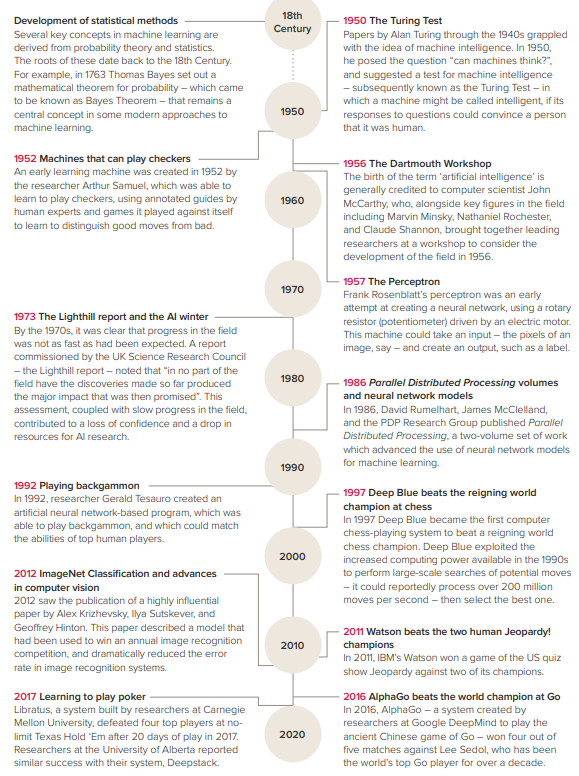 Development of statistical methods
Several key concepts in machine learning are
derived from probability theory and statistics.
The roots of these date back to the 18th Century.
For example, in 1763 Thomas Bayes set out a
mathematical theorem for probability – which came
to be known as Bayes Theorem – that remains a
central concept in some modern approaches to
machine learning.
18th
Century
1950 The Turing Test
Papers by Alan Turing through the 1940s grappled
with the idea of machine intelligence. In 1950,
he posed the question “can machines think?”,
and suggested a test for machine intelligence
– subsequently known as the Turing Test – in
which a machine might be called intelligent, if its
responses to questions could convince a person
that it was human.
1950
1952 Machines that can play checkers
An early learning machine was created in 1952 by
the researcher Arthur Samuel, which was able to
learn to play checkers, using annotated guides by
human experts and games it played against itself
to learn to distinguish good moves from bad.
1956 The Dartmouth Workshop
The birth of the term ‘artificial intelligence’ is
generally credited to computer scientist John
McCarthy, who, alongside key figures in the field
including Marvin Minsky, Nathaniel Rochester,
and Claude Shannon, brought together leading
researchers at a workshop to consider the
development of the field in 1956.
1960
1957 The Perceptron
Frank Rosenblatt’s perceptron was an early
attempt at creating a neural network, using a rotary
resistor (potentiometer) driven by an electric motor.
This machine could take an input – the pixels of an
image, say – and create an output, such as a label.
1970
1973 The Lighthill report and the AI winter
By the 1970s, it was clear that progress in the field
was not as fast as had been expected. A report
commissioned by the UK Science Research Council
– the Lighthill report – noted that “in no part of the
field have the discoveries made so far produced
the major impact that was then promised”. This
assessment, coupled with slow progress in the field,
contributed to a loss of confidence and a drop in
resources for AI research.
1980
1986 Parallel Distributed Processing volumes
and neural network models
In 1986, David Rumelhart, James McClelland,
and the PDP Research Group published Parallel
Distributed Processing, a two-volume set of work
which advanced the use of neural network models
for machine learning.
1990
1992 Playing backgammon
In 1992, researcher Gerald Tesauro created an
artificial neural network-based program, which was
able to play backgammon, and which could match
the abilities of top human players.
1997 Deep Blue beats the reigning world
champion at chess
In 1997 Deep Blue became the first computer
chess-playing system to beat a reigning world
chess champion. Deep Blue exploited the
increased computing power available in the 1990s
to perform large-scale searches of potential moves
– it could reportedly process over 200 million
moves per second – then select the best one.
2000
2012 ImageNet Classification and advances
in computer vision
2012 saw the publication of a highly influential
paper by Alex Krizhevsky, Ilya Sutskever, and
Geoffrey Hinton. This paper described a model that
had been used to win an annual image recognition
competition, and dramatically reduced the error
rate in image recognition systems.
2010
2011 Watson beats the two human Jeopardy!
champions
In 2011, IBM’s Watson won a game of the US quiz
show Jeopardy against two of its champions.
2017 Learning to play poker
Libratus, a system built by researchers at Carnegie
Mellon University, defeated four top players at no-
limit Texas Hold ‘Em after 20 days of play in 2017.
Researchers at the University of Alberta reported
similar success with their system, Deepstack.
2016 AlphaGo beats the world champion at Go
In 2016, AlphaGo – a system created by
researchers at Google DeepMind to play the
ancient Chinese game of Go – won four out of
five matches against Lee Sedol, who has been
the world’s top Go player for over a decade.
2020